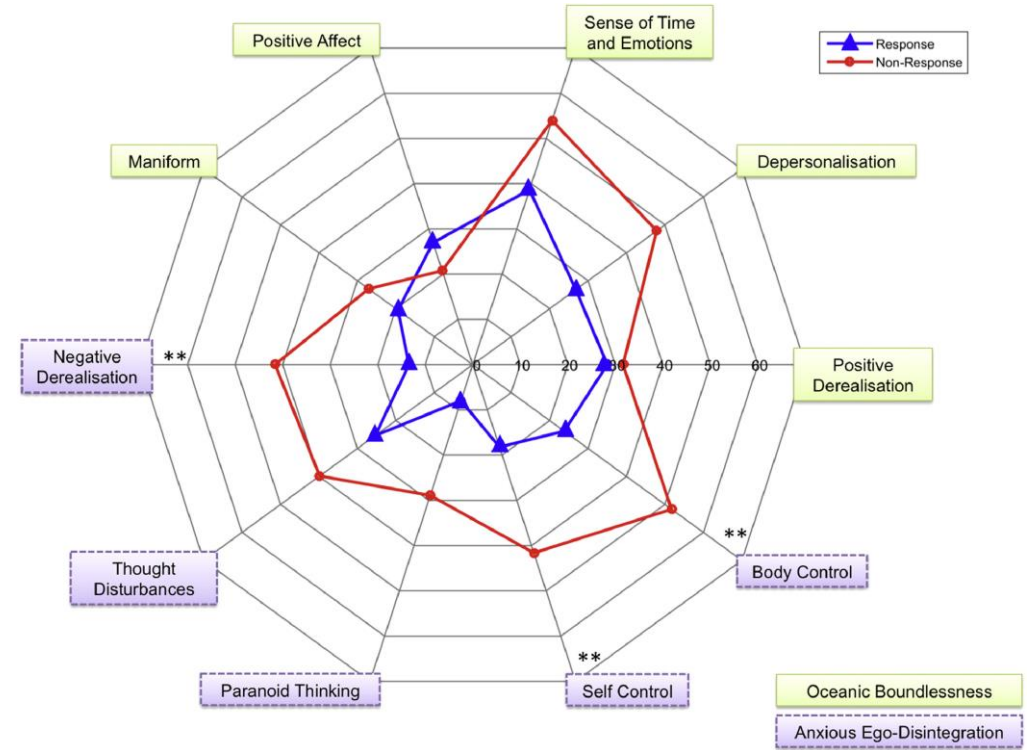 Sense of Time
and Emotions
Positive Affect
Response
Non-Response
Maniform
Depersonalisation
Negative
Derealisation
**
0 10 20 30 40 50 60
Positive
Derealisation
**
Thought
Disturbances
Body Control
**
Paranoid Thinking
Self Control
Oceanic Boundlessness
Anxious Ego-Disintegration